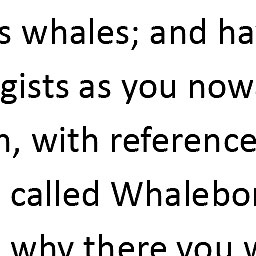 s whales; and ha
gists as you now
n, with reference
called Whalebo
why there you